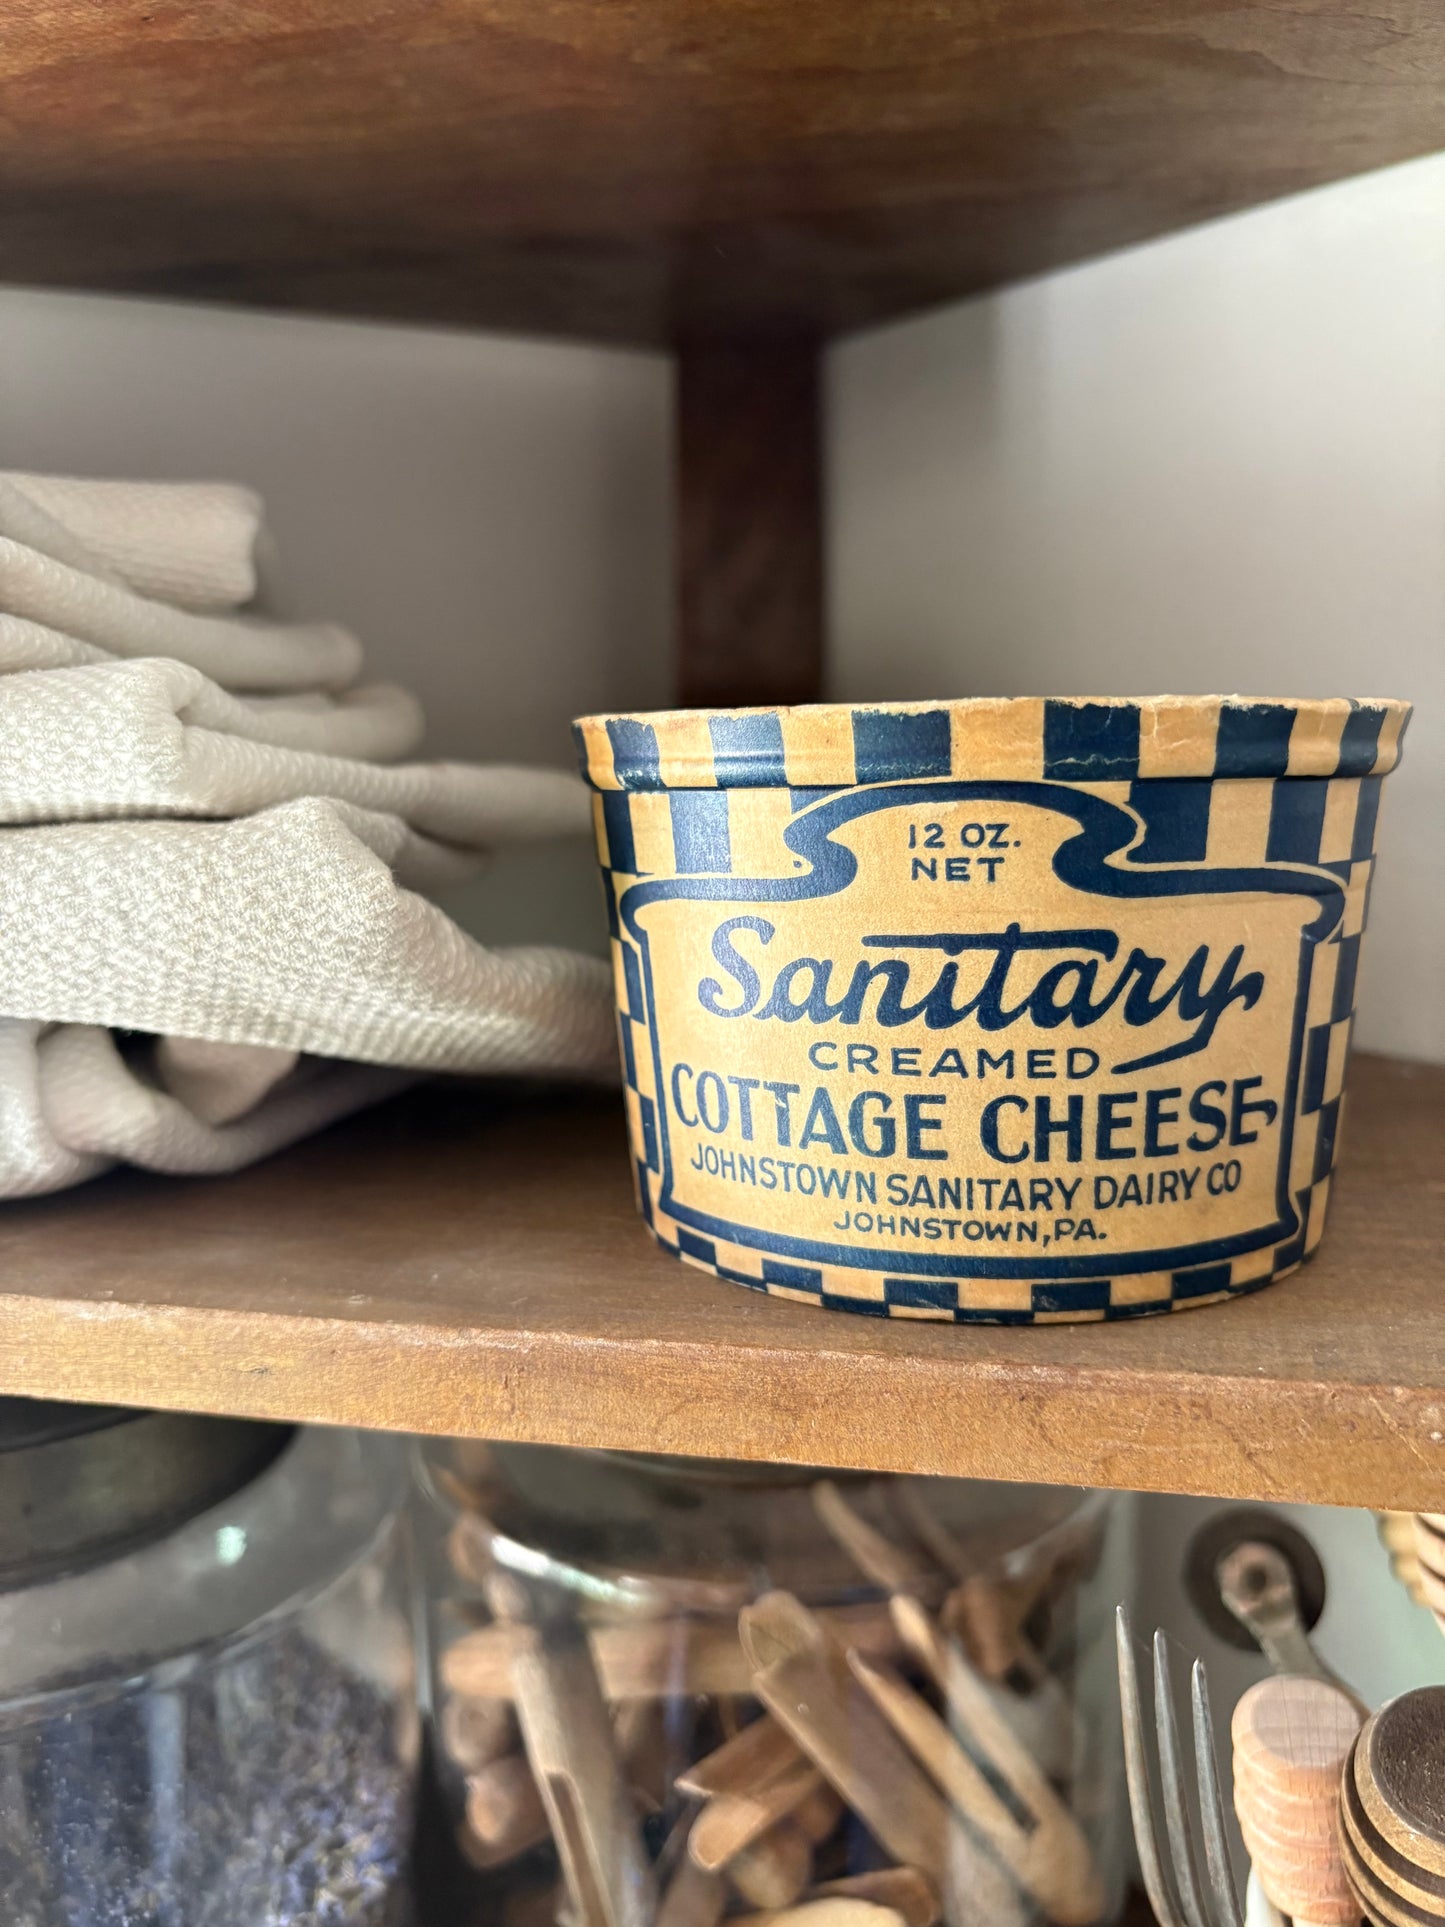 12 OZ.
NET
Sanitary
CREAMED
COTTAGE CHEESE
JOHNSTOWN SANITARY DAIRY CO
JOHNSTOWN, PA.